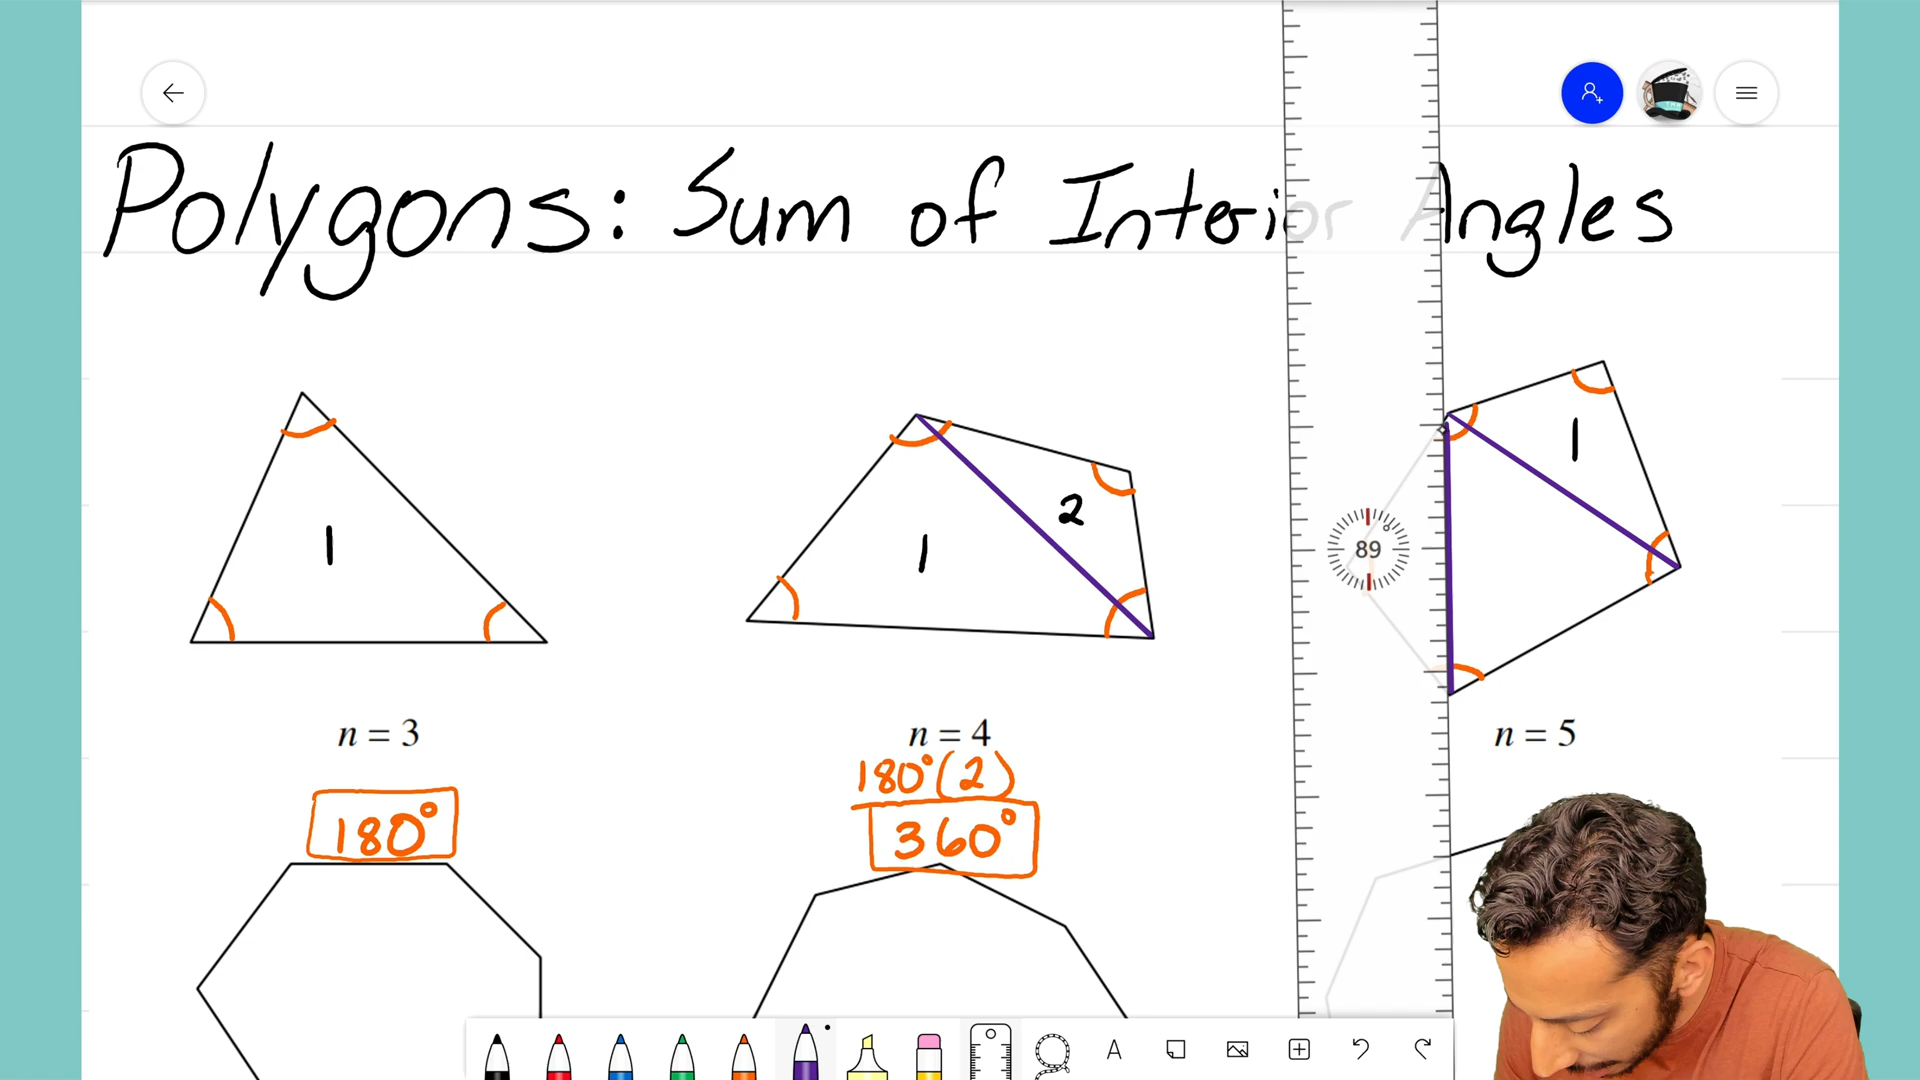 Polygons: Sum of Interior Angles
1
1
2
1
89°
n = 3
n = 4
n = 5
180°
180°(2)
360°
A